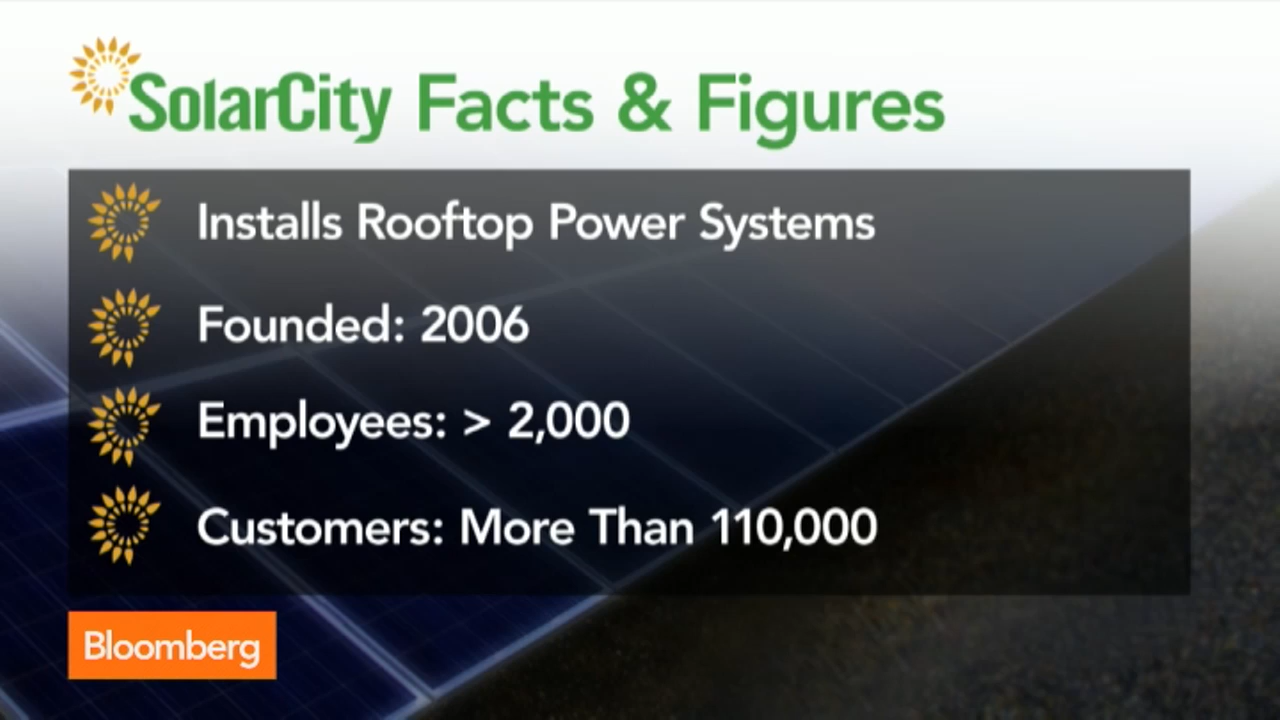 SolarCity Facts & Figures
Installs Rooftop Power Systems
Founded: 2006
Employees: > 2,000
Customers: More Than 110,000
Bloomberg